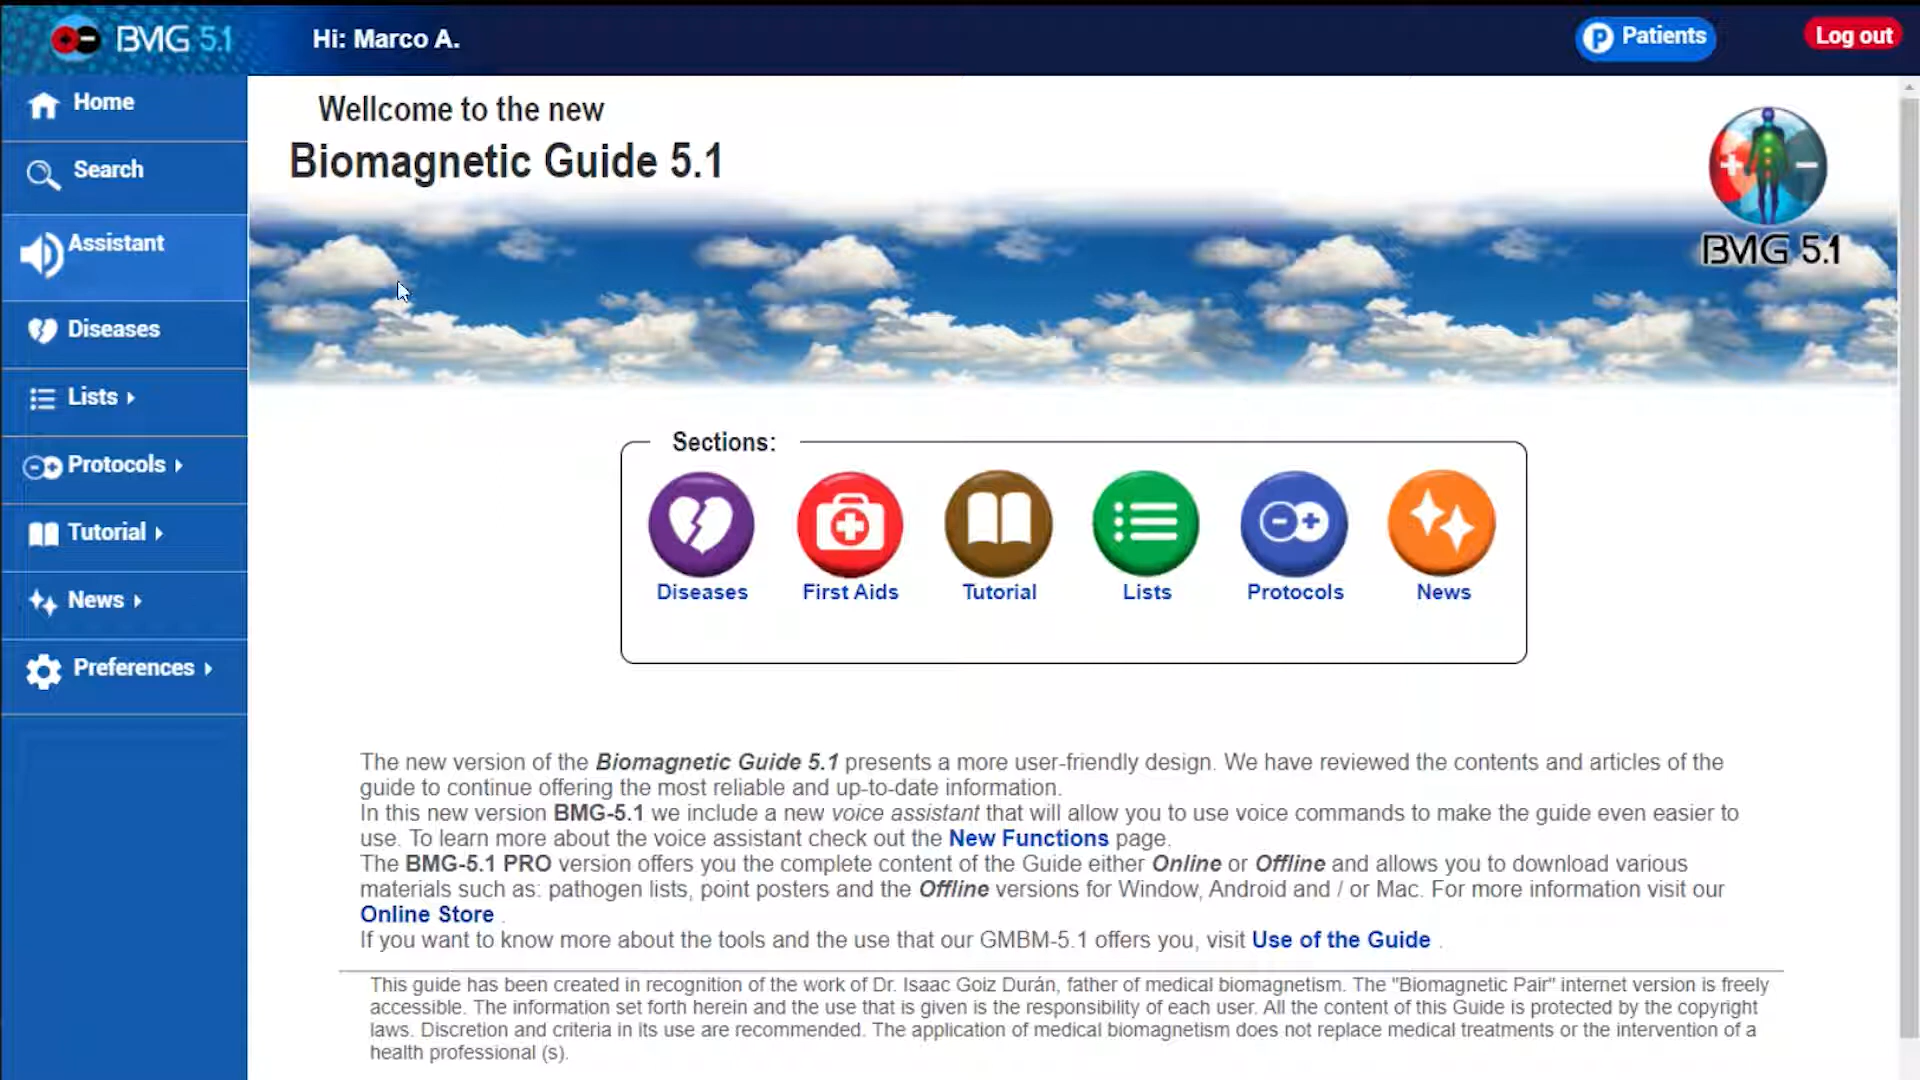 BMG 5.1
Hi: Marco A.
Patients
Log out
Home
Search
Assistant
Diseases
Lists
Protocols
Tutorial
News
Preferences
Wellcome to the new
Biomagnetic Guide 5.1
BMG 5.1
Sections:
Diseases
First Aids
Tutorial
Lists
Protocols
News
The new version of the Biomagnetic Guide 5.1 presents a more user-friendly design. We have reviewed the contents and articles of the
guide to continue offering the most reliable and up-to-date information.
In this new version BMG-5.1 we include a new voice assistant that will allow you to use voice commands to make the guide even easier to
use. To learn more about the voice assistant check out the New Functions page.
The BMG-5.1 PRO version offers you the complete content of the Guide either Online or Offline and allows you to download various
materials such as: pathogen lists, point posters and the Offline versions for Window, Android and / or Mac. For more information visit our
Online Store .
If you want to know more about the tools and the use that our GMBM-5.1 offers you, visit Use of the Guide .
This guide has been created in recognition of the work of Dr. Isaac Goiz Durán, father of medical biomagnetism. The "Biomagnetic Pair" internet version is freely
accessible. The information set forth herein and the use that is given is the responsibility of each user. All the content of this Guide is protected by the copyright
laws. Discretion and criteria in its use are recommended. The application of medical biomagnetism does not replace medical treatments or the intervention of a
health professional (s).